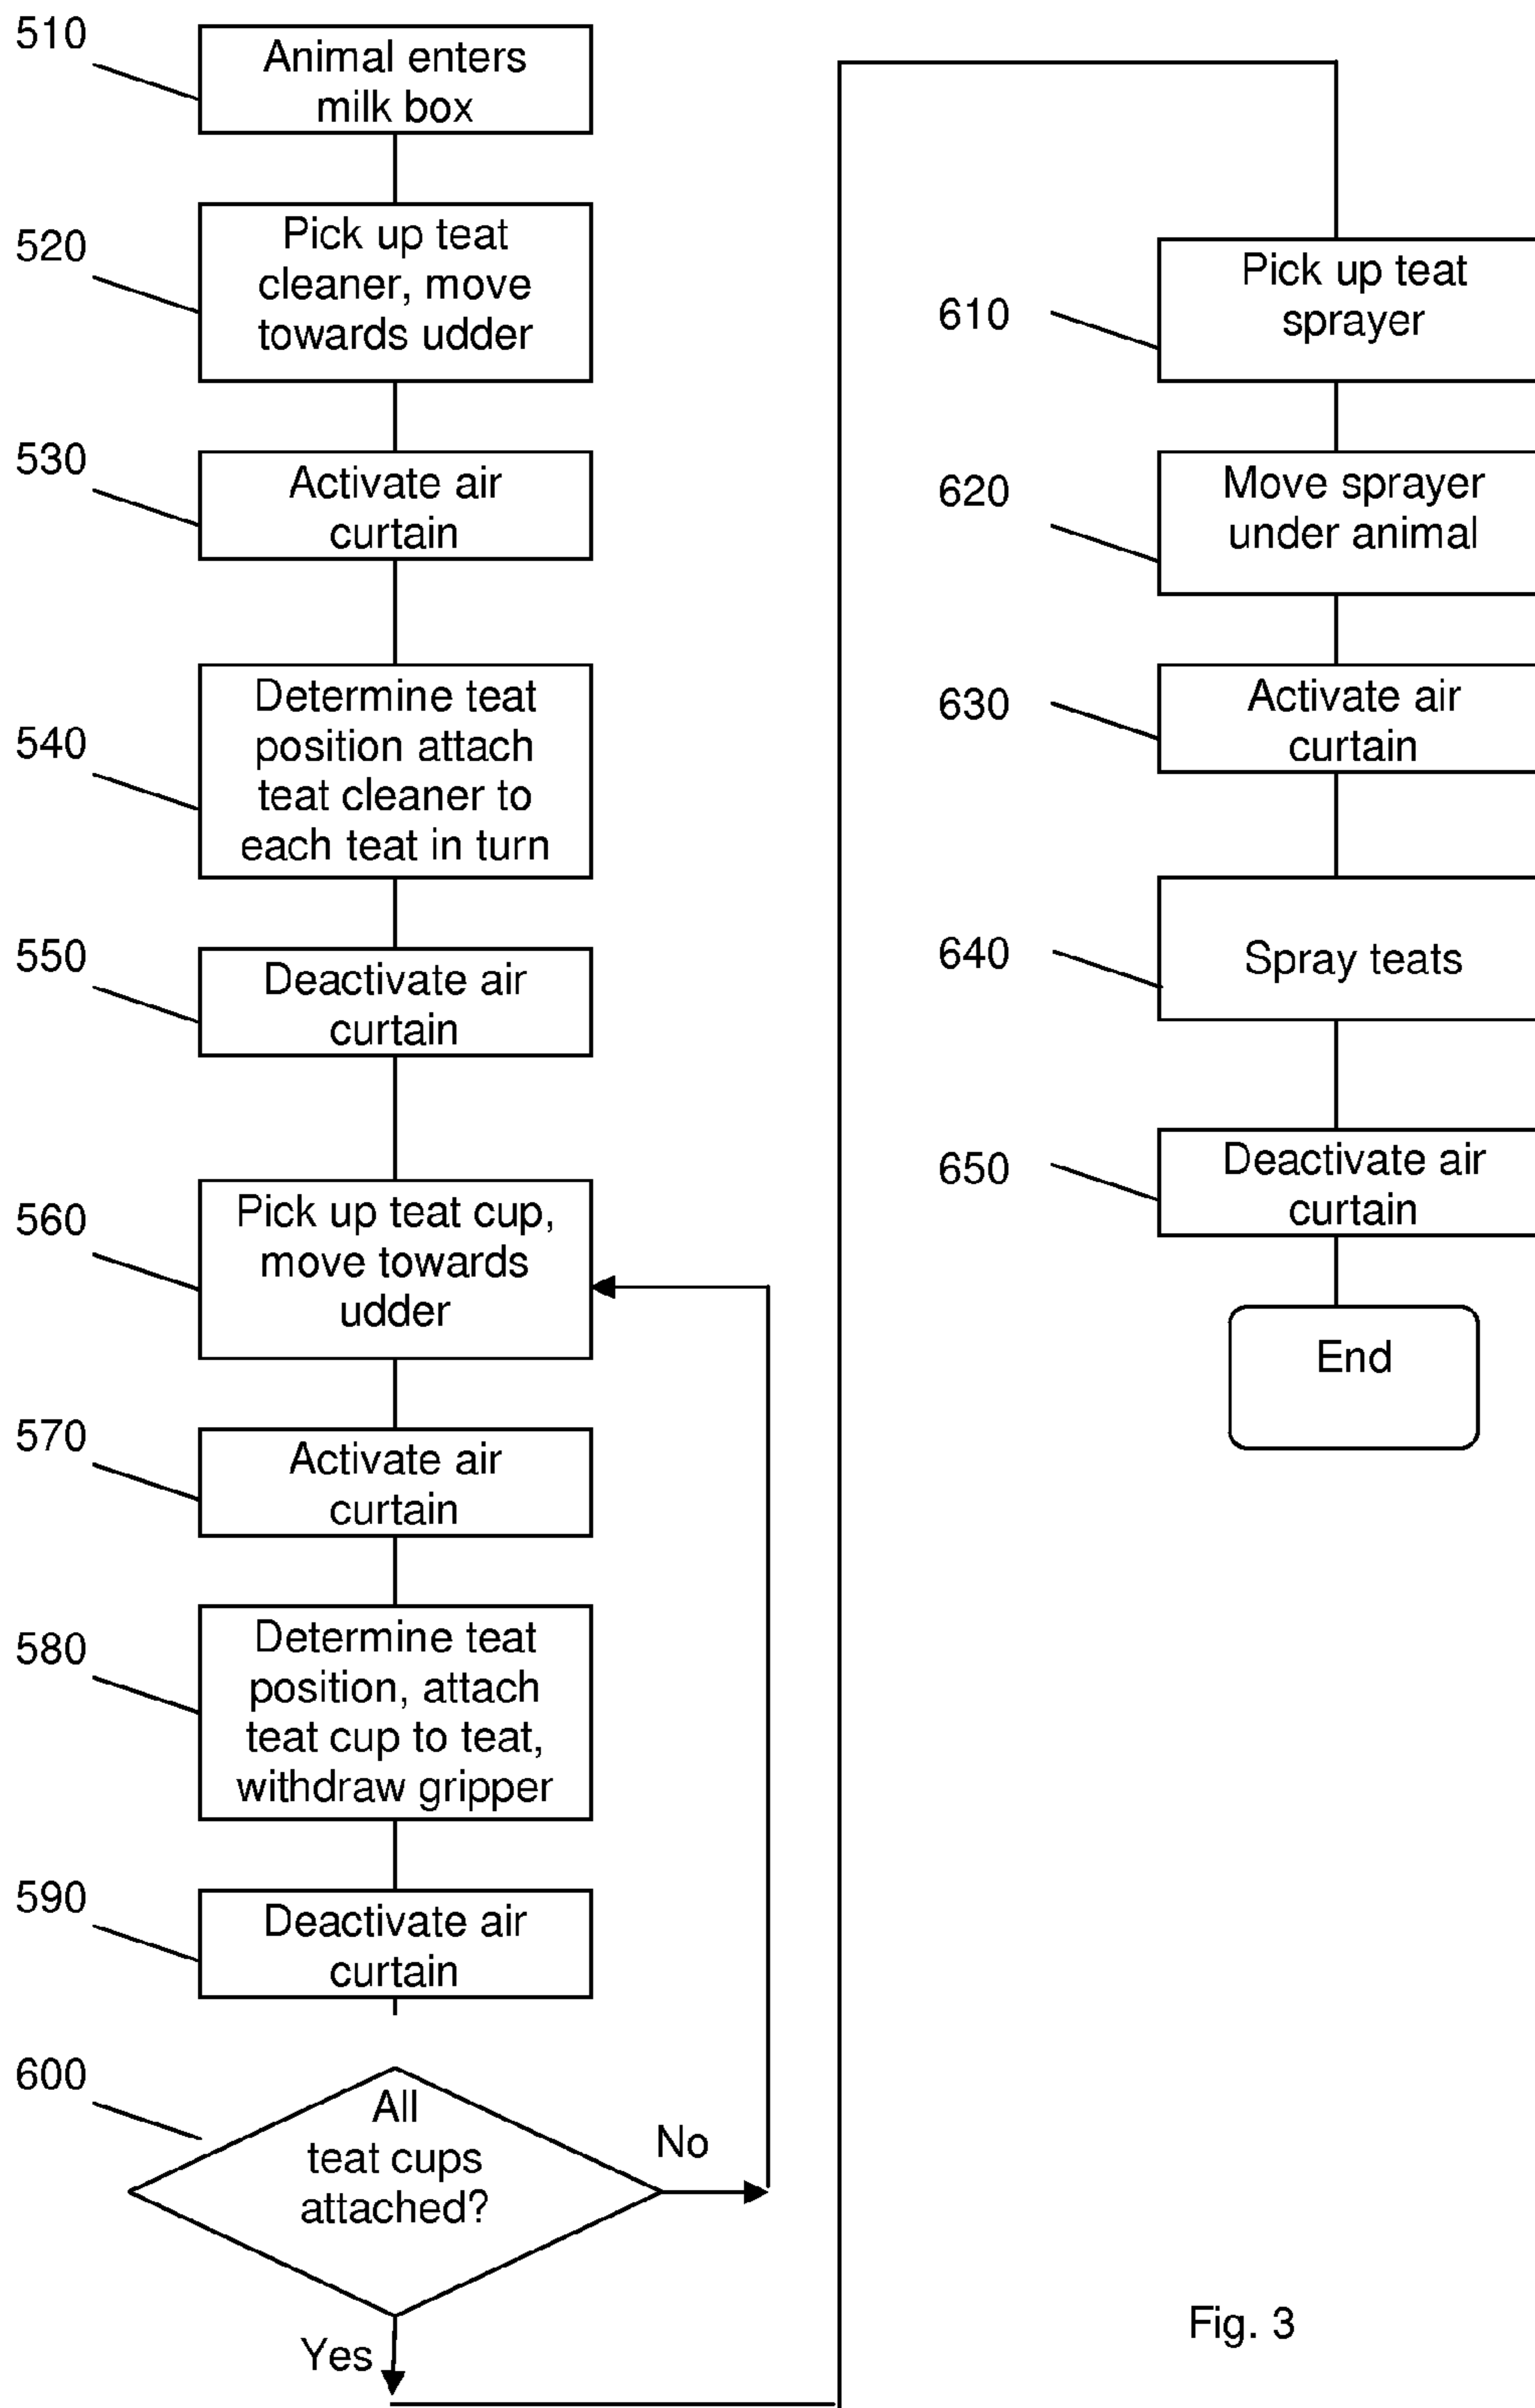 510
Animal enters
milk box
520
Pick up teat
cleaner, move
towards udder
530
Activate air
curtain
540
Determine teat
position attach
teat cleaner to
each teat in turn
550
Deactivate air
curtain
560
Pick up teat cup,
move towards
udder
570
Activate air
curtain
580
Determine teat
position, attach
teat cup to teat,
withdraw gripper
590
Deactivate air
curtain
600
All
teat cups
attached?
No
Yes
610
Pick up teat
sprayer
620
Move sprayer
under animal
630
Activate air
curtain
640
Spray teats
650
Deactivate air
curtain
End
Fig. 3